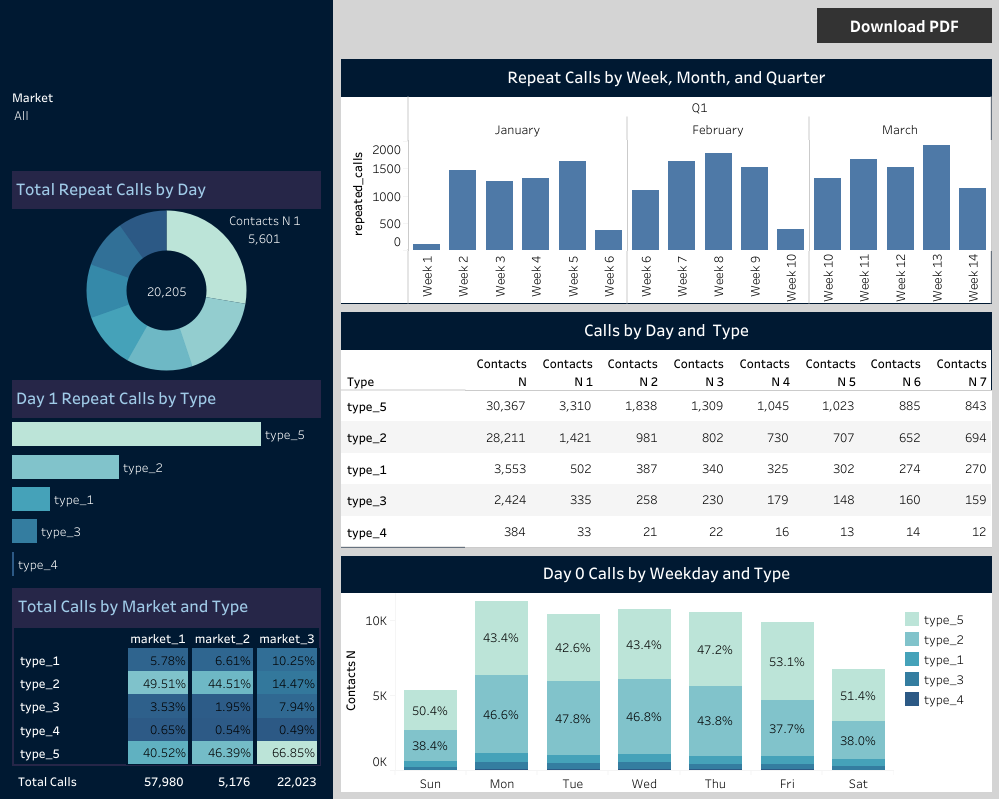 Download PDF
Market
All
Total Repeat Calls by Day
Contacts N 1
5,601
20,205
Day 1 Repeat Calls by Type
type_5
type_2
type_1
type_3
type_4
Total Calls by Market and Type
market_1 market_2 market_3
type_1 5.78% 6.61% 10.25%
type_2 49.51% 44.51% 14.47%
type_3 3.53% 1.95% 7.94%
type_4 0.65% 0.54% 0.49%
type_5 40.52% 46.39% 66.85%
Total Calls 57,980 5,176 22,023
Repeat Calls by Week, Month, and Quarter
Q1
January February March
repeated_calls
2000
1500
1000
500
0
Week 1 Week 2 Week 3 Week 4 Week 5 Week 6 Week 6 Week 7 Week 8 Week 9 Week 10 Week 10 Week 11 Week 12 Week 13 Week 14
Calls by Day and Type
Contacts Contacts Contacts Contacts Contacts Contacts Contacts Contacts
Type N N 1 N 2 N 3 N 4 N 5 N 6 N 7
type_5 30,367 3,310 1,838 1,309 1,045 1,023 885 843
type_2 28,211 1,421 981 802 730 707 652 694
type_1 3,553 502 387 340 325 302 274 270
type_3 2,424 335 258 230 179 148 160 159
type_4 384 33 21 22 16 13 14 12
Day 0 Calls by Weekday and Type
Contacts N
10K
5K
0K
50.4% 43.4% 42.6% 43.4% 47.2% 53.1% 51.4%
38.4% 46.6% 47.8% 46.8% 43.8% 37.7% 38.0%
Sun Mon Tue Wed Thu Fri Sat
type_5
type_2
type_1
type_3
type_4